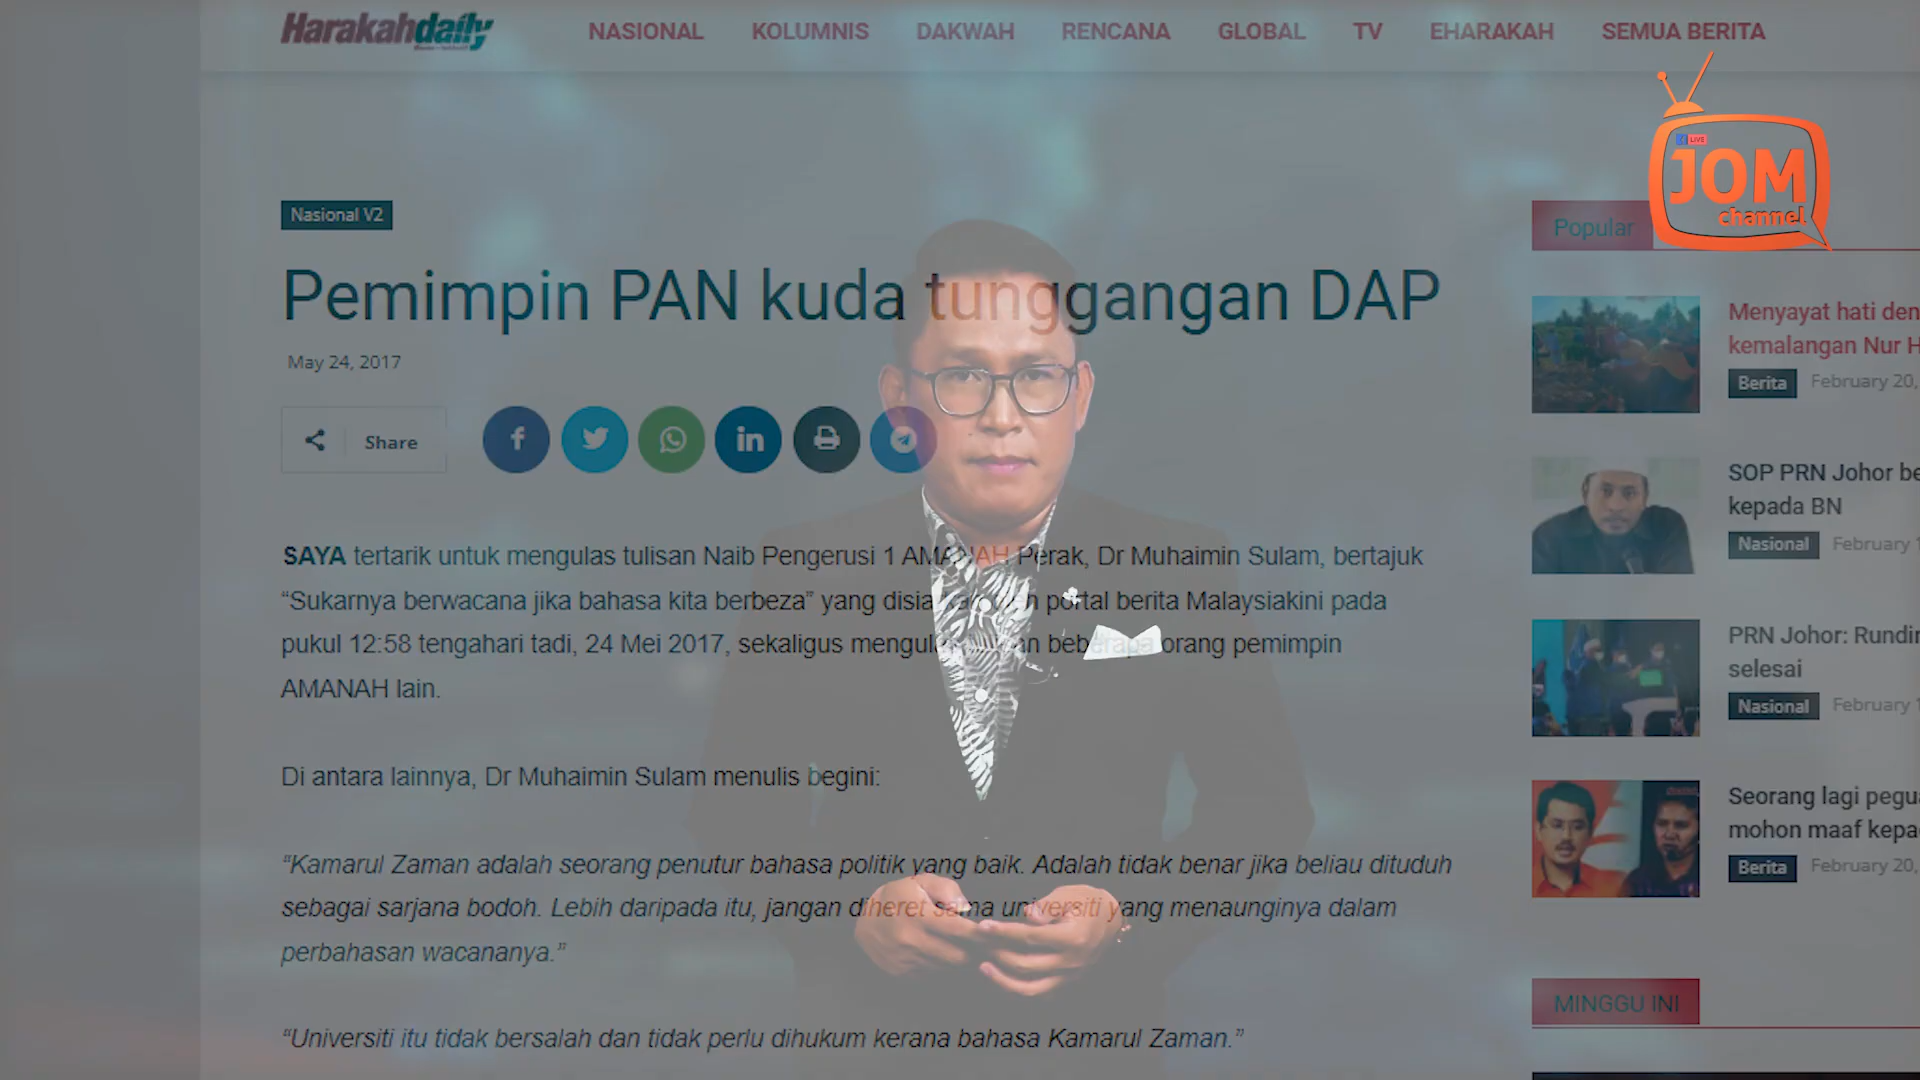 Harakahdaily
NASIONAL KOLUMNIS DAKWAH RENCANA GLOBAL TV EHARAKAH SEMUA BERITA
LIVE
JOM
channel
Nasional V2
Pemimpin PAN kuda tunggangan DAP
May 24, 2017
Share
SAYA tertarik untuk mengulas tulisan Naib Pengerusi 1 AMANAH Perak, Dr Muhaimin Sulam, bertajuk
“Sukarnya berwacana jika bahasa kita berbeza” yang portal berita Malaysiakini pada
pukul 12:58 tengahari tadi, 24 Mei 2017, sekaligus beberapa orang pemimpin
AMANAH lain.
Di antara lainnya, Dr Muhaimin Sulam menulis begini:
“Kamarul Zaman adalah seorang penutur bahasa politik yang baik. Adalah tidak benar jika beliau dituduh
sebagai sarjana bodoh. Lebih daripada itu, jangan diheret sama universiti yang menaunginya dalam
perbahasan wacananya.”
“Universiti itu tidak bersalah dan tidak perlu dihukum kerana bahasa Kamarul Zaman.”
Popular
Menyayat hati den
kemalangan Nur H
Berita February 20,
SOP PRN Johor be
kepada BN
Nasional February 1
PRN Johor: Rundin
selesai
Nasional February 1
Seorang lagi pegua
mohon maaf kepa
Berita February 20,
MINGGU INI